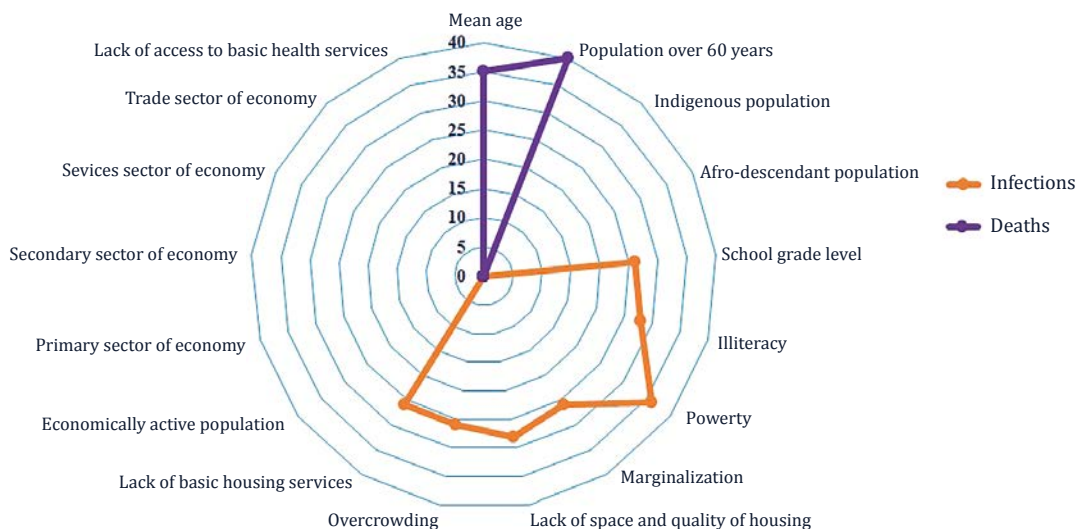 Mean age
Lack of access to basic health services
40
Population over 60 years
35
Trade sector of economy
Indigenous population
30
25
Sevices sector of economy
Afro-descendant population
20
Infections
15
Deaths
10
Secondary sector of economy
School grade level
5
0
Primary sector of economy
Illiteracy
Economically active population
Powerty
Lack of basic housing services
Marginalization
Overcrowding
Lack of space and quality of housing